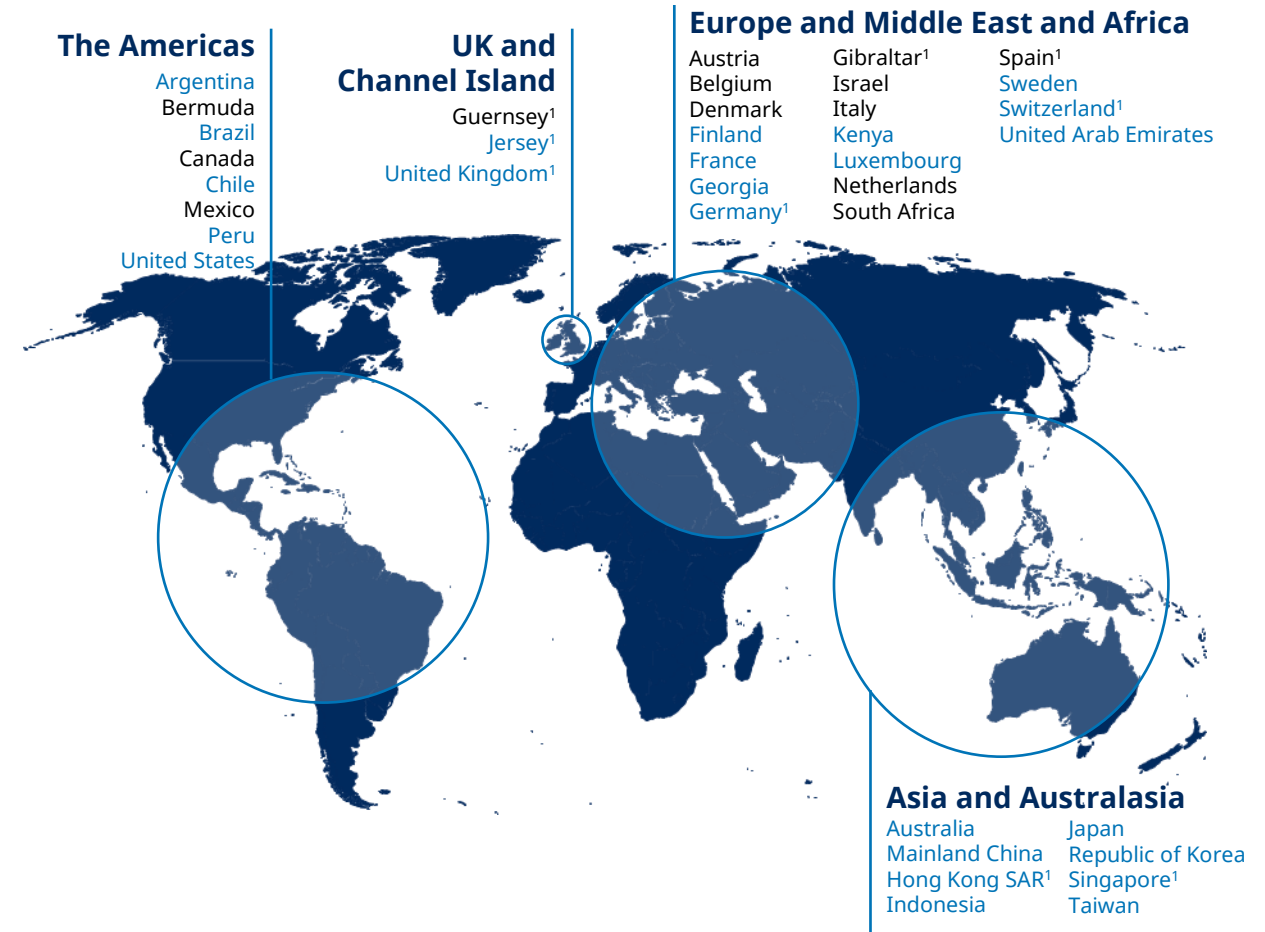 The Americas
Argentina
Bermuda
Brazil
Canada
Chile
Mexico
Peru
United States
UK and
Channel Island
Guernsey¹
Jersey¹
United Kingdom¹
Europe and Middle East and Africa
Austria
Belgium
Denmark
Finland
France
Georgia
Germany¹
Gibraltar¹
Israel
Italy
Kenya
Luxembourg
Netherlands
South Africa
Spain¹
Sweden
Switzerland¹
United Arab Emirates
Asia and Australasia
Australia
Mainland China
Hong Kong SAR¹
Indonesia
Japan
Republic of Korea
Singapore¹
Taiwan